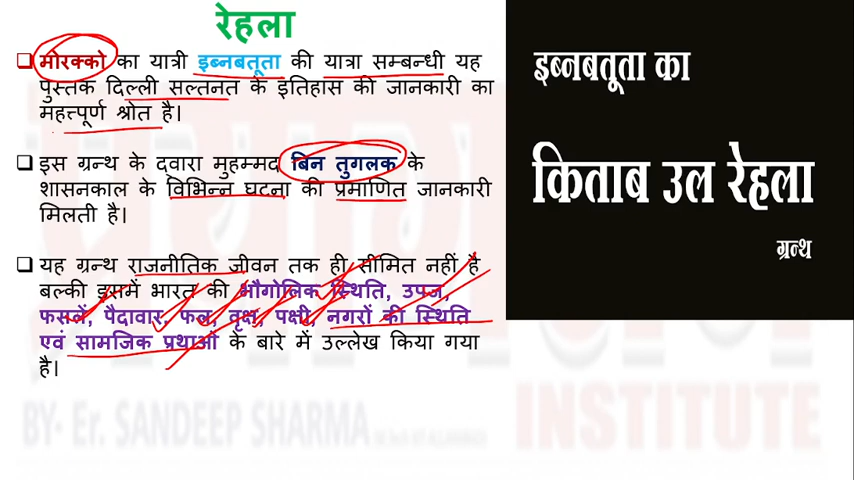 रेहला
मोरक्को का यात्री इब्नबतूता की यात्रा सम्बन्धी यह
पुस्तक दिल्ली सल्तनत के इतिहास की जानकारी का
महत्त्पूर्ण श्रोत है।
इस ग्रन्थ के दवारा मुहम्मद बिन तुगलक के
शासनकाल के विभिन्न घटना की प्रमाणित जानकारी
मिलती है।
यह ग्रन्थ राजनीतिक जीवन तक ही सीमित नहीं है
बल्की इसमें भारत की भौगोलिक स्थिति, उपज,
फसलें, पैदावार, फल, वृक्ष, पक्षी, नगरों की स्थिति
एवं सामजिक प्रथाओं के बारे में उल्लेख किया गया
है।
इब्नबतूता का
किताब उल रेहला
ग्रन्थ
BY- Er. SANDEEP SHARMA
INSTITUTE